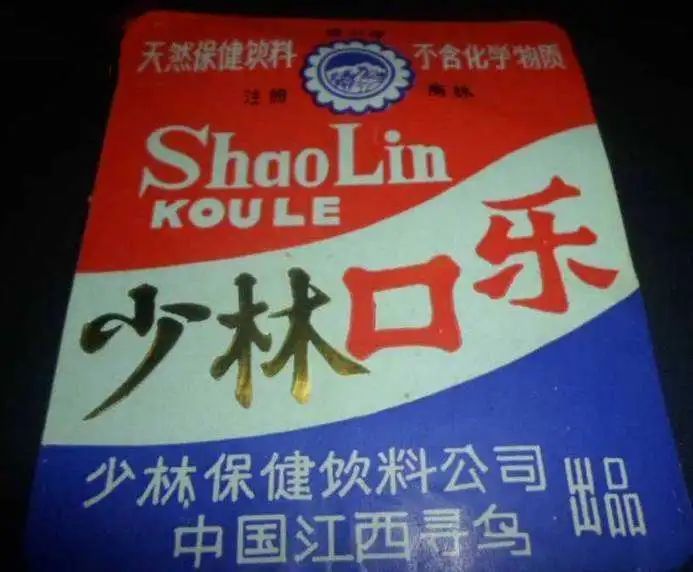 天然保健饮料
不含化学物质
注册 商标
ShaoLin
KOULE
少林口乐
少林保健饮料公司
中国江西寻乌
出品